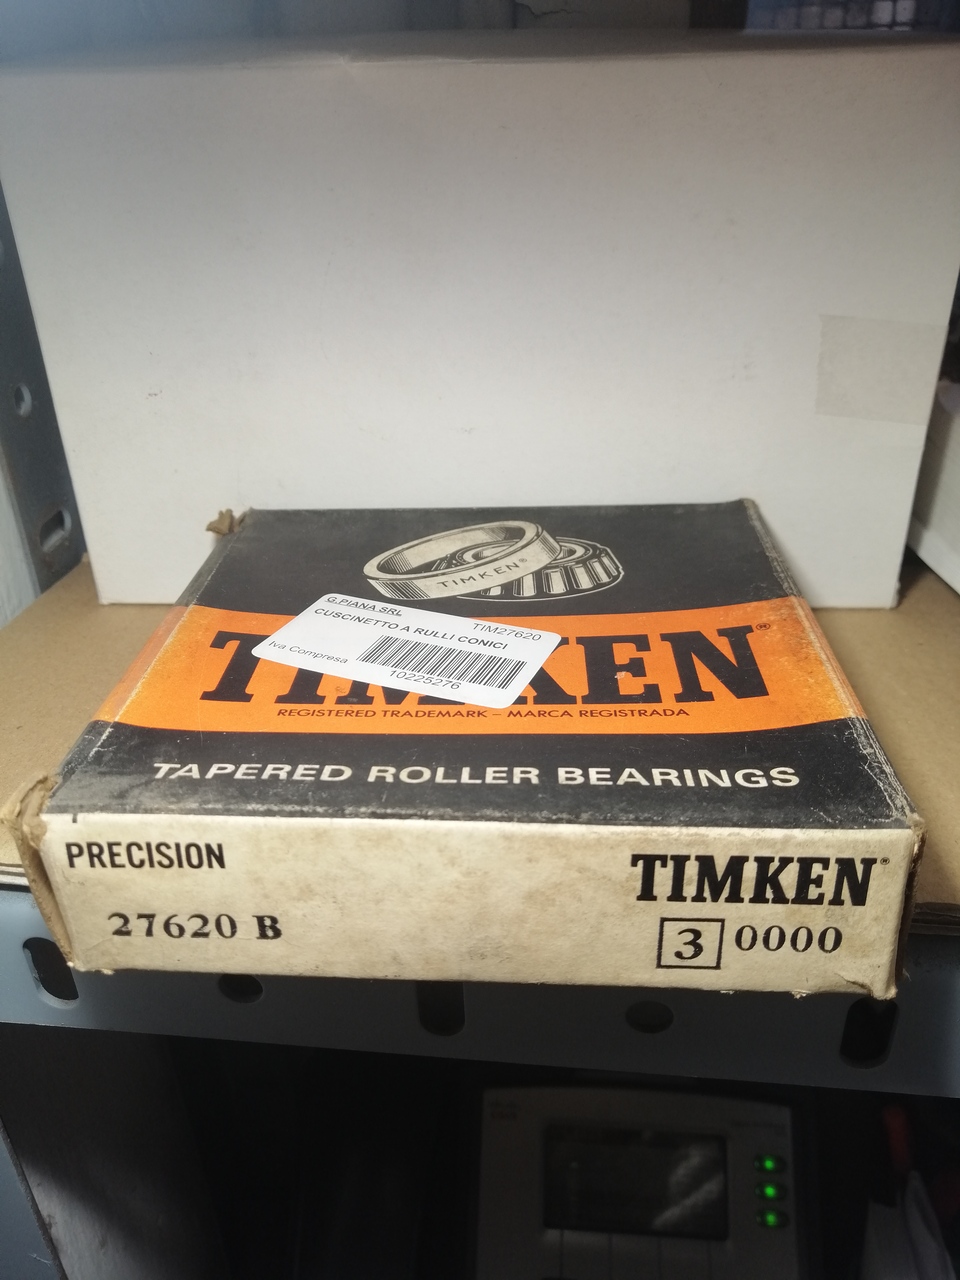 TIMKEN®
G.PIANA SRL
TIM27620
CUSCINETTO A RULLI CONICI
Iva Compresa
10225276
TIMKEN®
REGISTERED TRADEMARK – MARCA REGISTRADA
TAPERED ROLLER BEARINGS
PRECISION
TIMKEN®
27620 B
3 0000